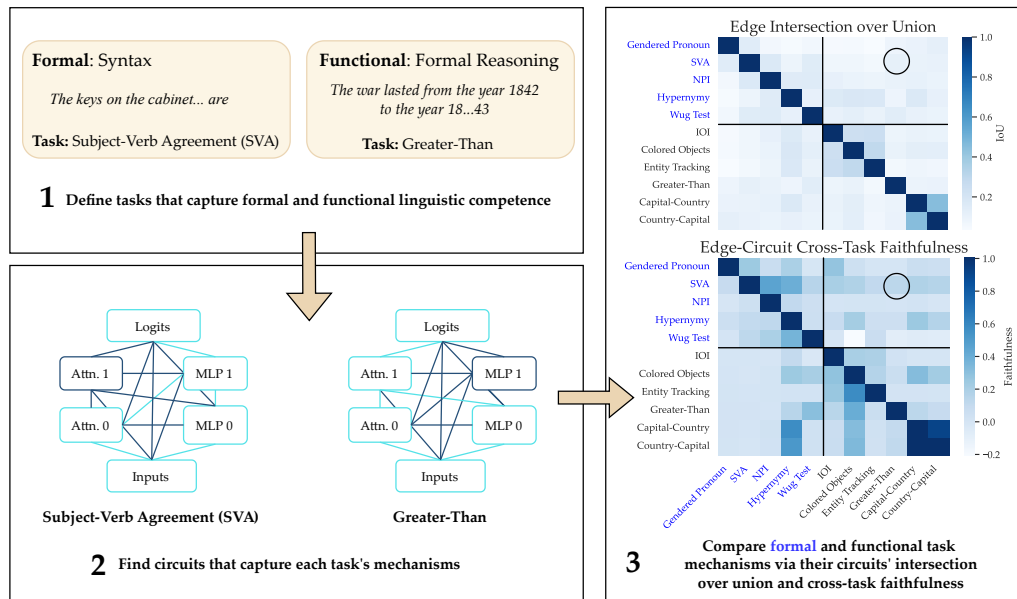 Formal: Syntax
The keys on the cabinet... are
Task: Subject-Verb Agreement (SVA)
Functional: Formal Reasoning
The war lasted from the year 1842
to the year 18...43
Task: Greater-Than
1 Define tasks that capture formal and functional linguistic competence
Logits
Attn. 1
MLP 1
Attn. 0
MLP 0
Inputs
Subject-Verb Agreement (SVA)
Logits
Attn. 1
MLP 1
Attn. 0
MLP 0
Inputs
Greater-Than
2 Find circuits that capture each task's mechanisms
Edge Intersection over Union
Gendered Pronoun
SVA
NPI
Hypernymy
Wug Test
IOI
Colored Objects
Entity Tracking
Greater-Than
Capital-Country
Country-Capital
1.0
0.8
0.6
0.4
0.2
IoU
Edge-Circuit Cross-Task Faithfulness
Gendered Pronoun
SVA
NPI
Hypernymy
Wug Test
IOI
Colored Objects
Entity Tracking
Greater-Than
Capital-Country
Country-Capital
1.0
0.8
0.6
0.4
0.2
0.0
−0.2
Faithfulness
Gendered Pronoun
SVA
NPI
Hypernymy
Wug Test
IOI
Colored Objects
Entity Tracking
Greater-Than
Capital-Country
Country-Capital
3 Compare formal and functional task
mechanisms via their circuits' intersection
over union and cross-task faithfulness